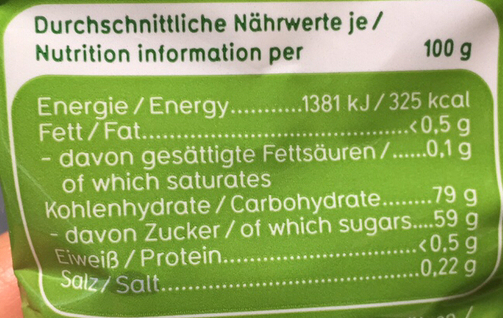 Durchschnittliche Nährwerte je /
Nutrition information per 100 g
Energie / Energy...........1381 kJ / 325 kcal
Fett / Fat..........................................<0,5 g
- davon gesättigte Fettsäuren /......0,1 g
of which saturates
Kohlenhydrate / Carbohydrate........79 g
- davon Zucker / of which sugars....59 g
Eiweiß / Protein..............................<0,5 g
Salz / Salt.......................................0,22 g